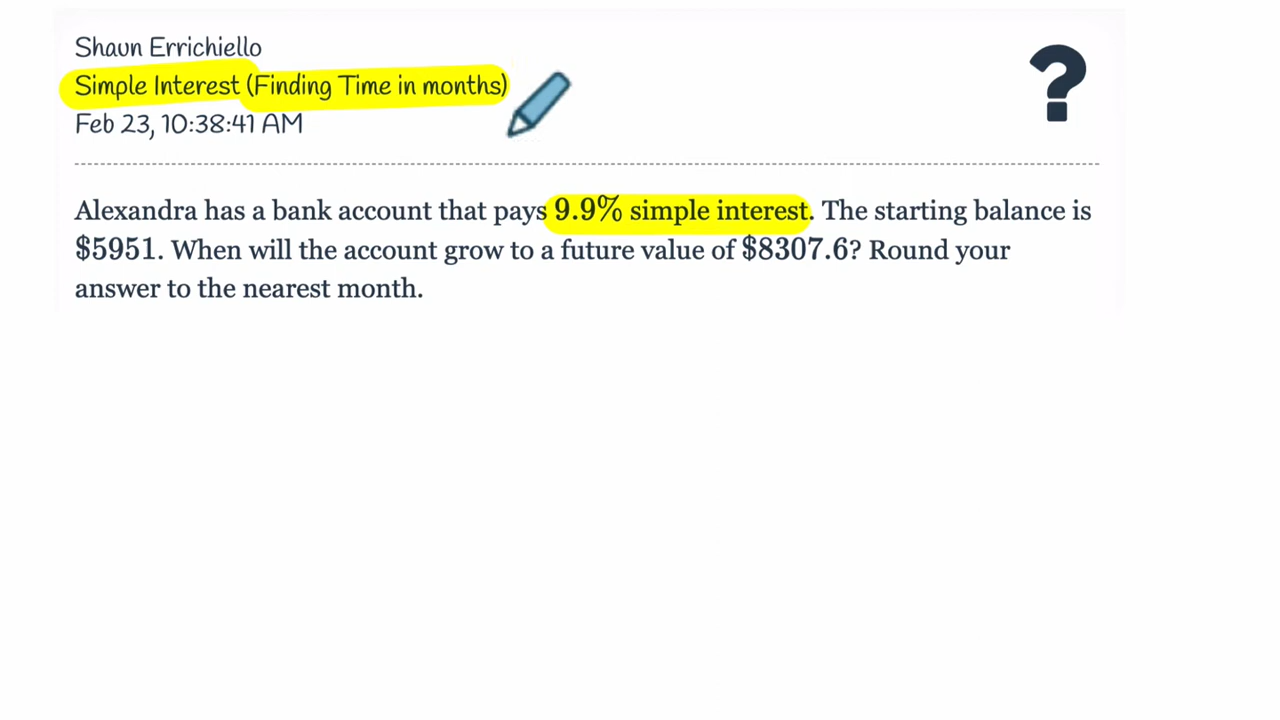 Shaun Errichiello
Simple Interest (Finding Time in months)
Feb 23, 10:38:41 AM
?
Alexandra has a bank account that pays 9.9% simple interest. The starting balance is
$5951. When will the account grow to a future value of $8307.6? Round your
answer to the nearest month.